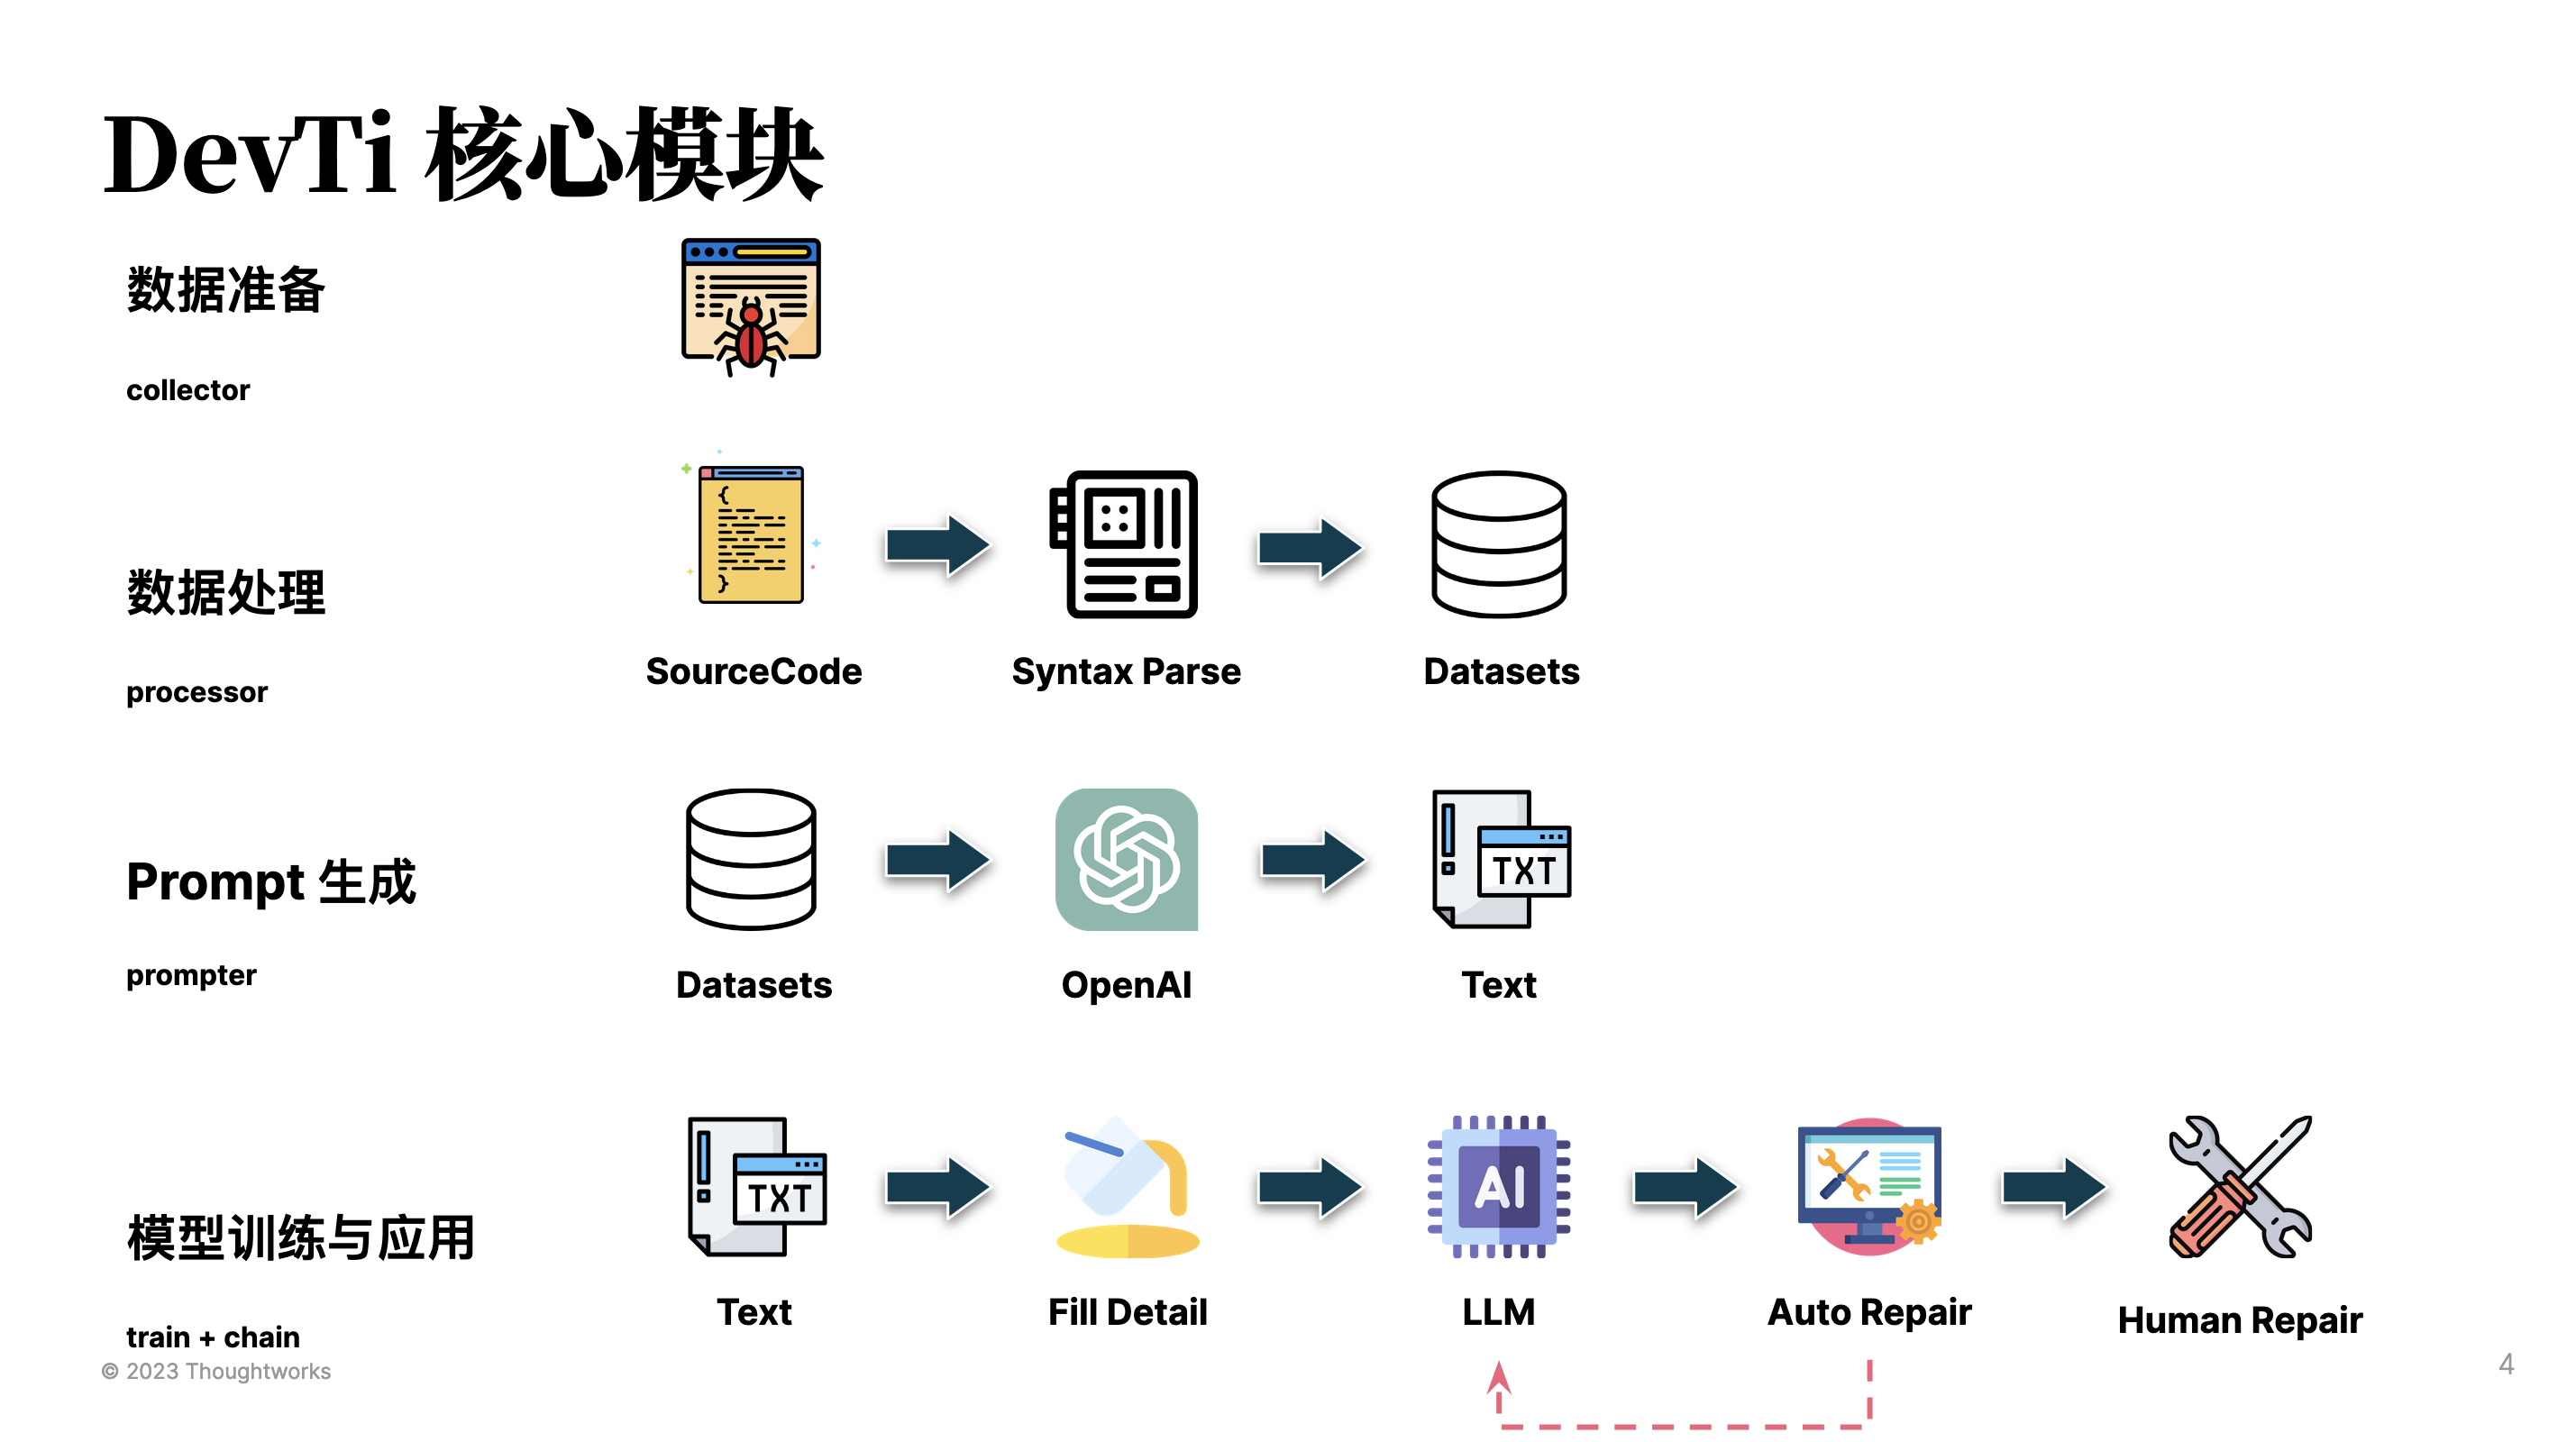 DevTi 核心模块
数据准备
collector
数据处理
processor
SourceCode
Syntax Parse
Datasets
Prompt 生成
prompter
TXT
Datasets
OpenAI
Text
模型训练与应用
train + chain
TXT
AI
Text
Fill Detail
LLM
Auto Repair
Human Repair
© 2023 Thoughtworks
4